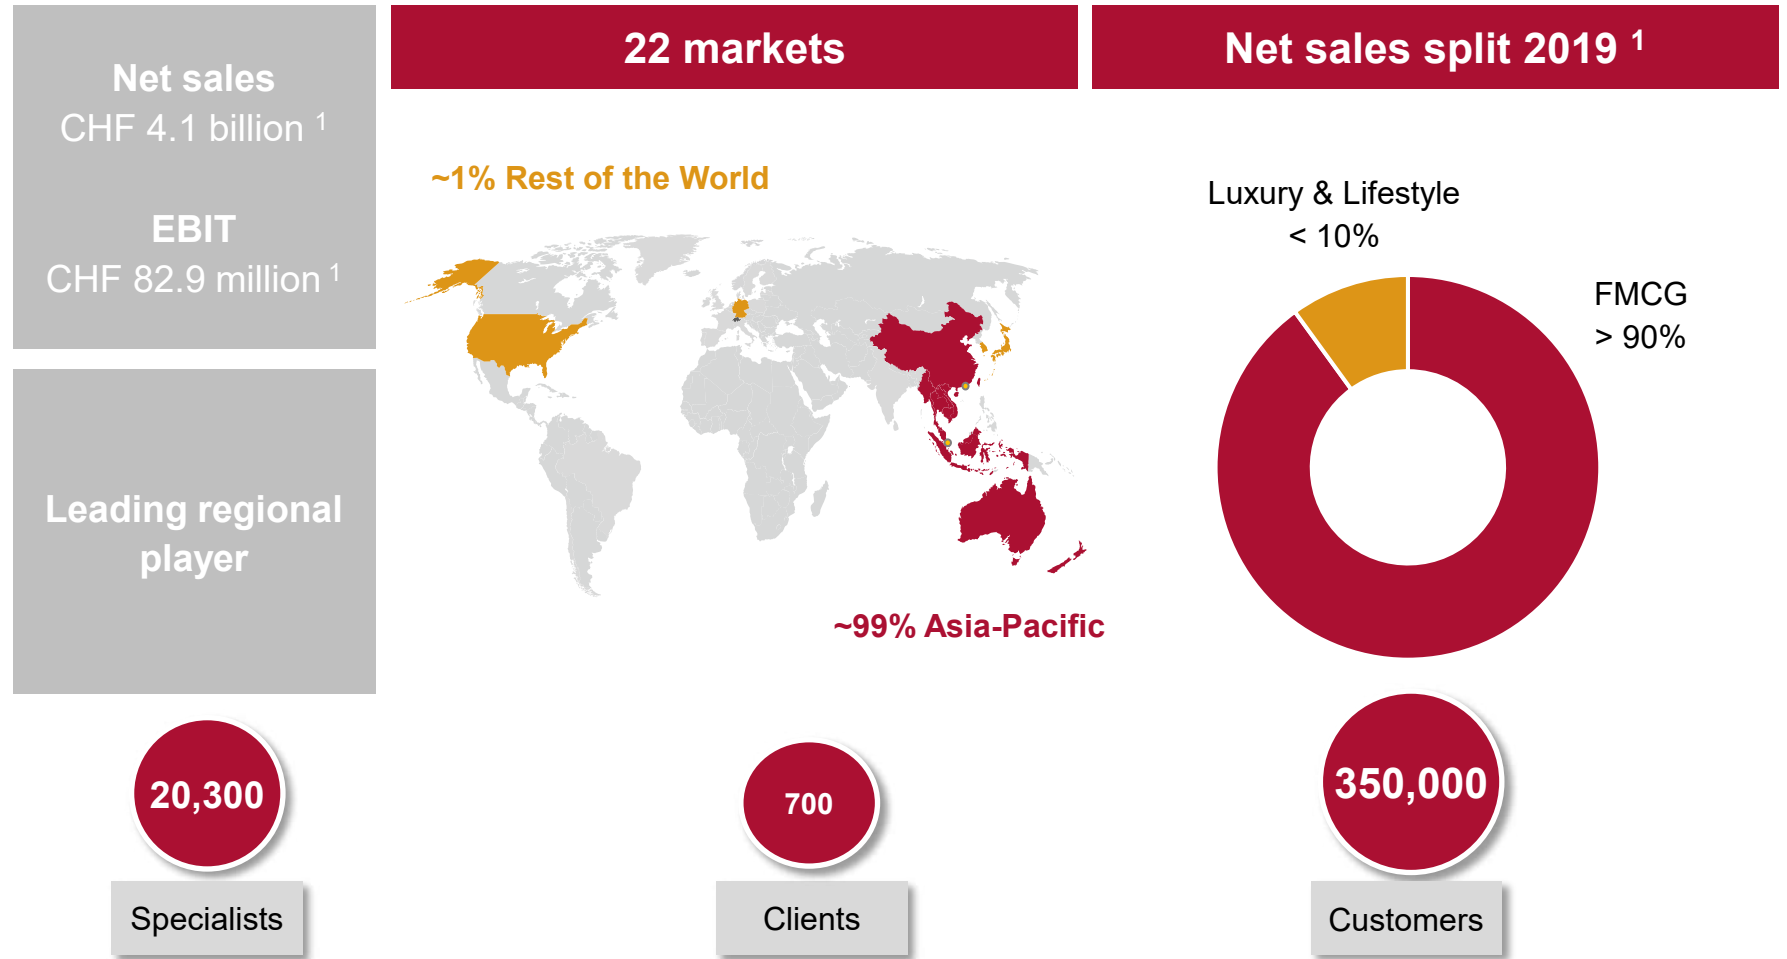 Net sales
CHF 4.1 billion 1
EBIT
CHF 82.9 million 1
Leading regional
player
22 markets
~1% Rest of the World
~99% Asia-Pacific
Net sales split 2019 1
Luxury & Lifestyle
< 10%
FMCG
> 90%
20,300
Specialists
700
Clients
350,000
Customers